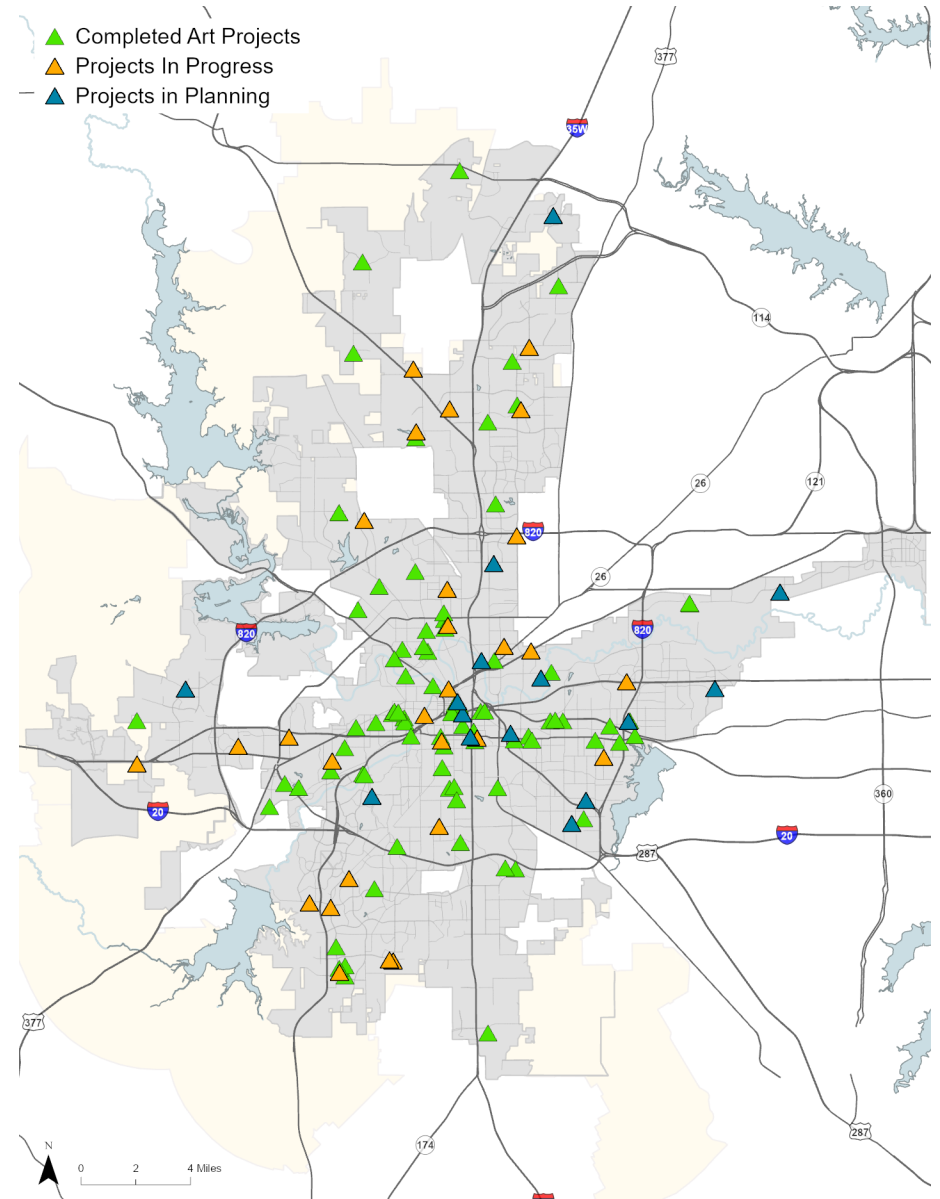 Completed Art Projects
Projects In Progress
Projects in Planning
377
35W
114
26
121
820
26
820
820
360
20
20
287
377
287
174
N
0 2 4 Miles